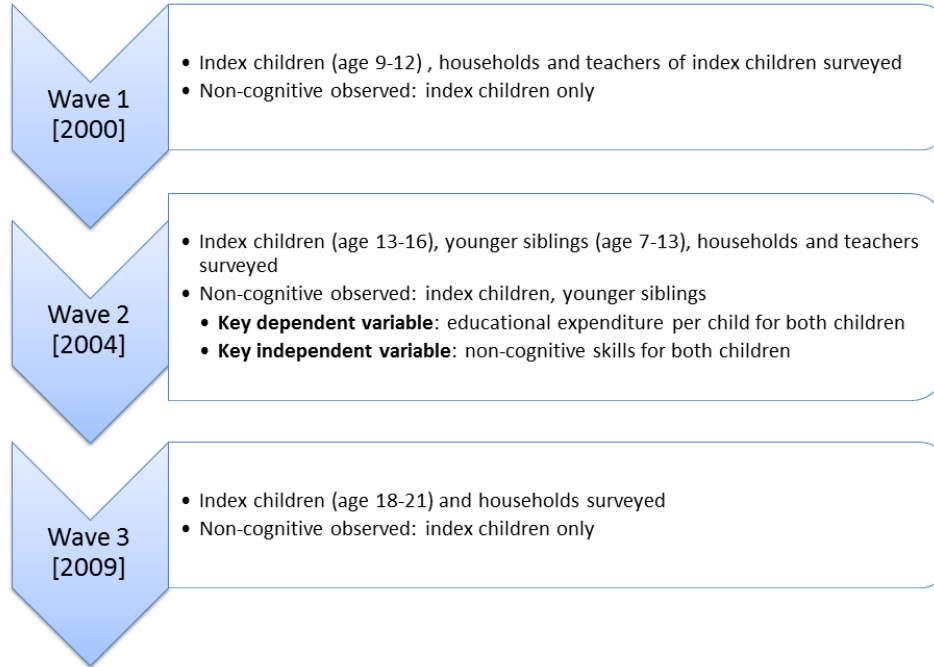 Wave 1
[2000]
• Index children (age 9-12) , households and teachers of index children surveyed
• Non-cognitive observed: index children only
Wave 2
[2004]
• Index children (age 13-16), younger siblings (age 7-13), households and teachers
surveyed
• Non-cognitive observed: index children, younger siblings
• Key dependent variable: educational expenditure per child for both children
• Key independent variable: non-cognitive skills for both children
Wave 3
[2009]
• Index children (age 18-21) and households surveyed
• Non-cognitive observed: index children only